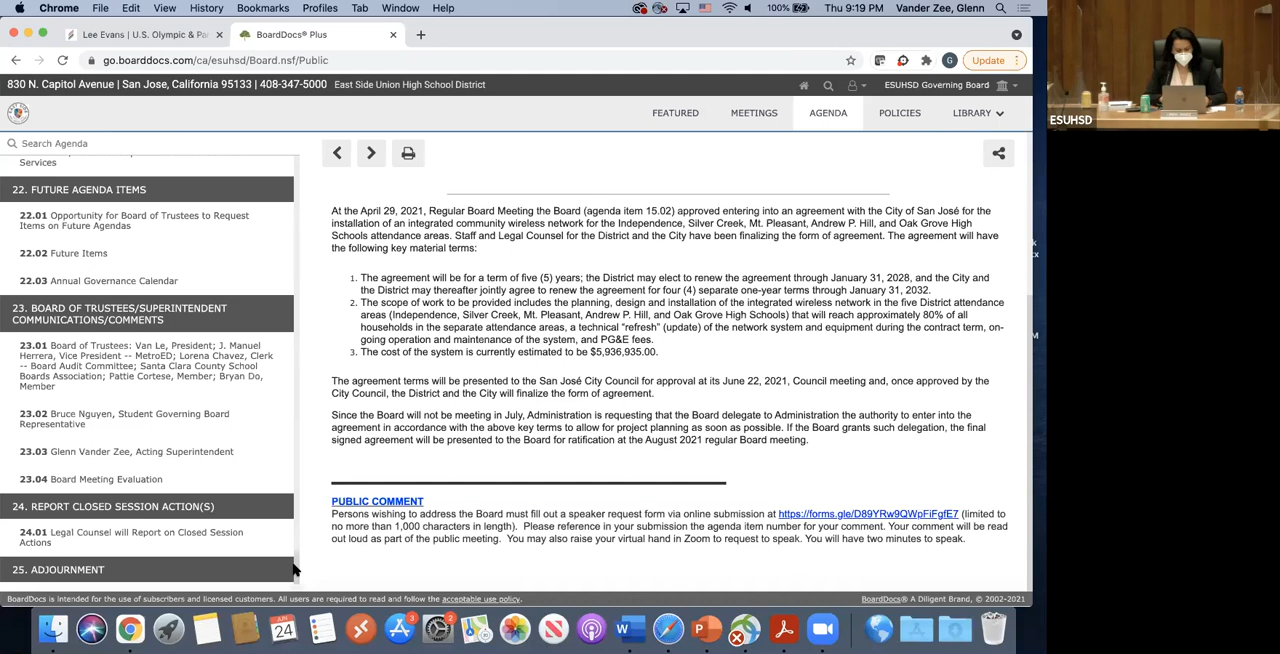 Chrome File Edit View History Bookmarks Profiles Tab Window Help
100% Thu 9:19 PM Vander Zee, Glenn
Lee Evans | U.S. Olympic & Pa
BoardDocs® Plus
go.boarddocs.com/ca/esuhsd/Board.nsf/Public
G Update
830 N. Capitol Avenue | San Jose, California 95133 | 408-347-5000 East Side Union High School District
ESUHSD Governing Board
FEATURED MEETINGS AGENDA POLICIES LIBRARY
Search Agenda
Services
22. FUTURE AGENDA ITEMS
22.01 Opportunity for Board of Trustees to Request
Items on Future Agendas
22.02 Future Items
22.03 Annual Governance Calendar
23. BOARD OF TRUSTEES/SUPERINTENDENT
COMMUNICATIONS/COMMENTS
23.01 Board of Trustees: Van Le, President; J. Manuel
Herrera, Vice President -- MetroED; Lorena Chavez, Clerk
-- Board Audit Committee; Santa Clara County School
Boards Association; Pattie Cortese, Member; Bryan Do,
Member
23.02 Bruce Nguyen, Student Governing Board
Representative
23.03 Glenn Vander Zee, Acting Superintendent
23.04 Board Meeting Evaluation
24. REPORT CLOSED SESSION ACTION(S)
24.01 Legal Counsel will Report on Closed Session
Actions
25. ADJOURNMENT
At the April 29, 2021, Regular Board Meeting the Board (agenda item 15.02) approved entering into an agreement with the City of San José for the
installation of an integrated community wireless network for the Independence, Silver Creek, Mt. Pleasant, Andrew P. Hill, and Oak Grove High
Schools attendance areas. Staff and Legal Counsel for the District and the City have been finalizing the form of agreement. The agreement will have
the following key material terms:
1. The agreement will be for a term of five (5) years; the District may elect to renew the agreement through January 31, 2028, and the City and
the District may thereafter jointly agree to renew the agreement for four (4) separate one-year terms through January 31, 2032.
2. The scope of work to be provided includes the planning, design and installation of the integrated wireless network in the five District attendance
areas (Independence, Silver Creek, Mt. Pleasant, Andrew P. Hill, and Oak Grove High Schools) that will reach approximately 80% of all
households in the separate attendance areas, a technical “refresh” (update) of the network system and equipment during the contract term, on-
going operation and maintenance of the system, and PG&E fees.
3. The cost of the system is currently estimated to be $5,936,935.00.
The agreement terms will be presented to the San José City Council for approval at its June 22, 2021, Council meeting and, once approved by the
City Council, the District and the City will finalize the form of agreement.
Since the Board will not be meeting in July, Administration is requesting that the Board delegate to Administration the authority to enter into the
agreement in accordance with the above key terms to allow for project planning as soon as possible. If the Board grants such delegation, the final
signed agreement will be presented to the Board for ratification at the August 2021 regular Board meeting.
PUBLIC COMMENT
Persons wishing to address the Board must fill out a speaker request form via online submission at https://forms.gle/D89YRw9QWpFiFgfE7 (limited to
no more than 1,000 characters in length). Please reference in your submission the agenda item number for your comment. Your comment will be read
out loud as part of the public meeting. You may also raise your virtual hand in Zoom to request to speak. You will have two minutes to speak.
BoardDocs is intended for the use of subscribers and licensed customers. All users are required to read and follow the acceptable use policy.
BoardDocs® A Diligent Brand, © 2002-2021
JUN
24
3
2
W
P
ESUHSD